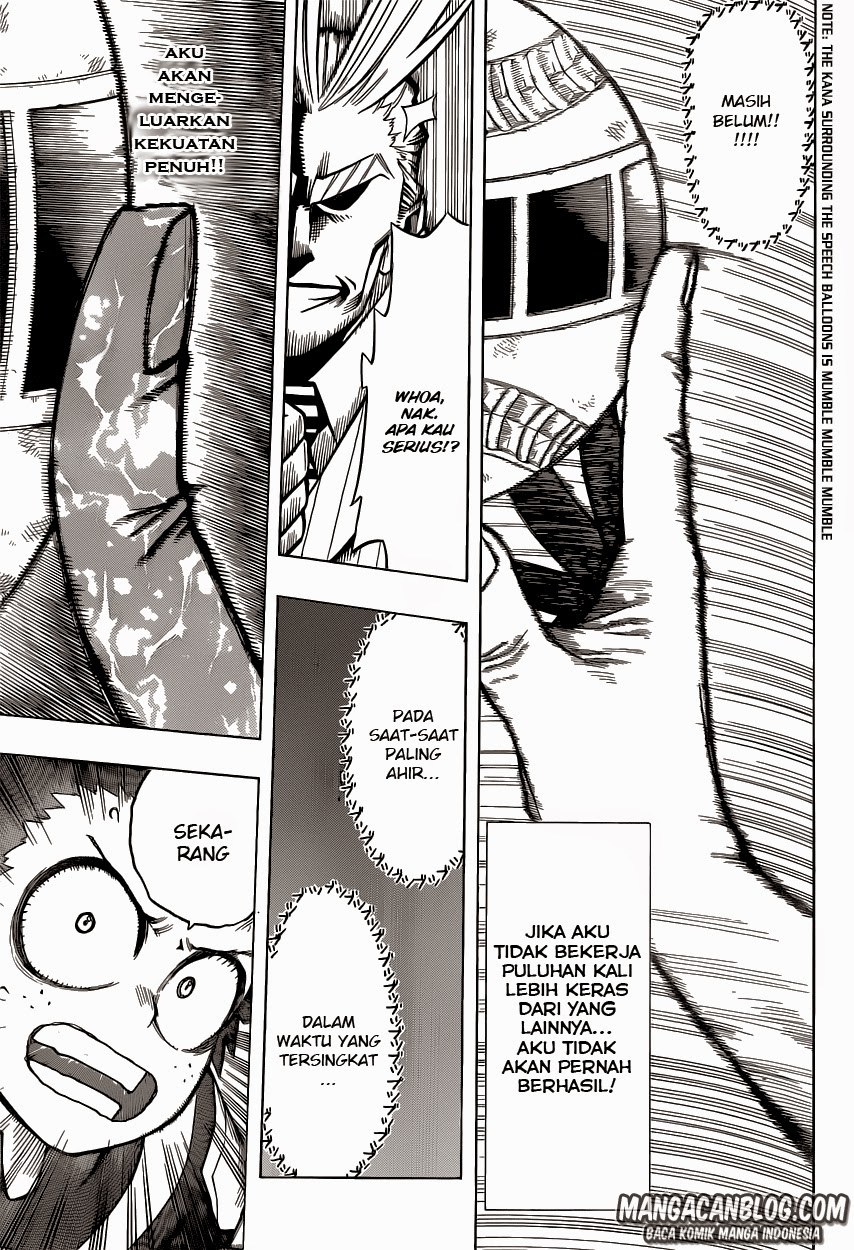 NOTE: THE KANA SURROUNDING THE SPEECH BALLOONS IS MUMBLE MUMBLE MUMBLE
MASIH
BELUM!!
!!!!
JIKA AKU
TIDAK BEKERJA
PULUHAN KALI
LEBIH KERAS
DARI YANG
LAINNYA...
AKU TIDAK
AKAN PERNAH
BERHASIL!
WHOA,
NAK.
APA KAU
SERIUS!?
PADA
SAAT-SAAT
PALING
AHIR...
DALAM
WAKTU YANG
TERSINGKAT
...
AKU
AKAN
MENGE-
LUARKAN
KEKUATAN
PENUH!!
SEKA-
RANG
MANGACANBLOG.COM
BACA KOMIK MANGA INDONESIA